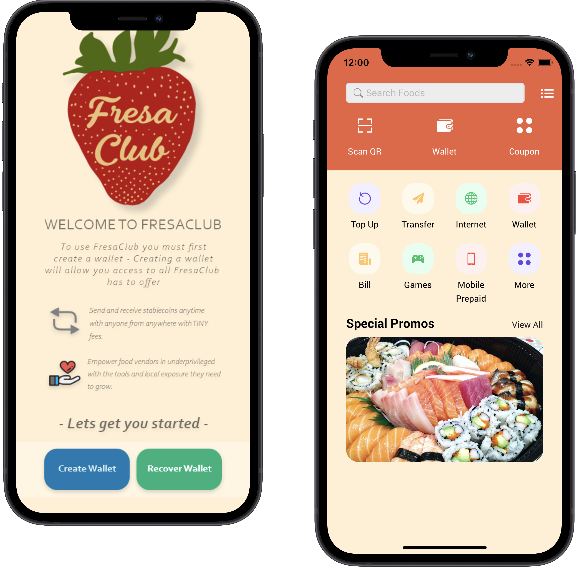 Fresa
Club
WELCOME TO FRESACLUB
To use FresaClub you must first
create a wallet - Creating a wallet
will allow you access to all FresaClub
has to offer
Send and receive stablecoins anytime
with anyone from anywhere with TINY
fees.
Empower food vendors in underprivileged
with the tools and local exposure they need
to grow.
- Lets get you started -
Create Wallet
Recover Wallet
12:00
Search Foods
Scan QR
Wallet
Coupon
Top Up
Transfer
Internet
Wallet
Bill
Games
Mobile
Prepaid
More
Special Promos
View All